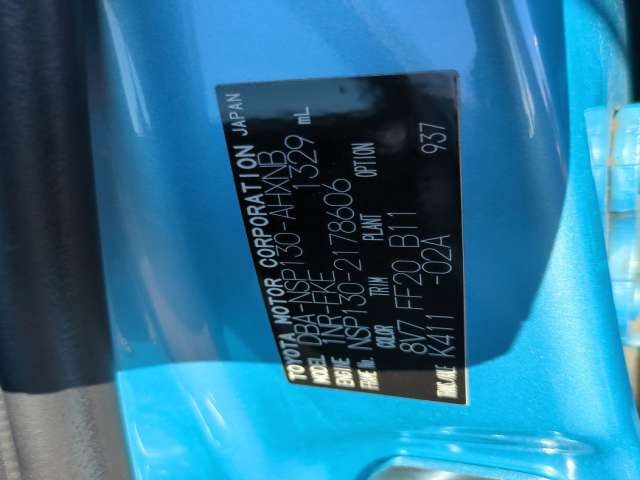 TOYOTA MOTOR CORPORATION JAPAN
MODEL DBA-NSP130-AHXNB
ENGINE 1NR-FKE 1329 mL
FRAME No. NSP130-2178606
COLOR TRIM PLANT OPTION
8W7 FF20 B11
TRANS./AXLE K411 -02A 937